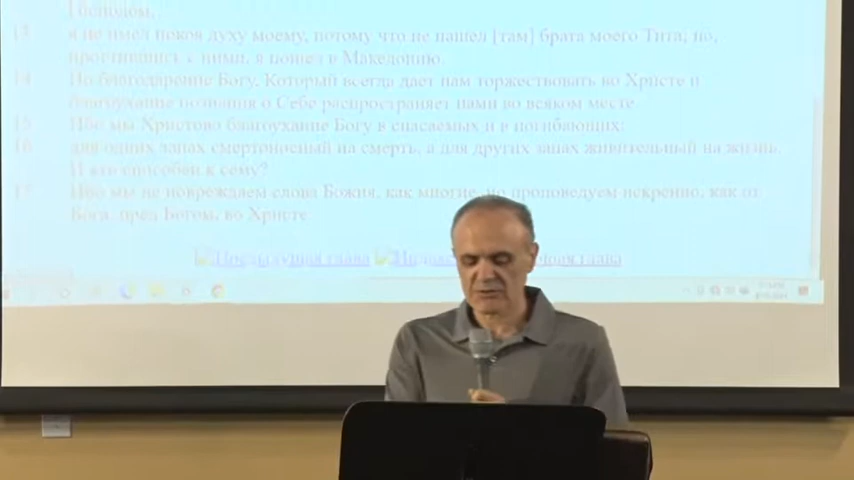 Господом,
13 я не имел покоя духу моему, потому что не нашел [там] брата моего Тита; но,
простившись с ними, я пошел в Македонию.
14 Но благодарение Богу, Который всегда дает нам торжествовать во Христе и
благоухание познания о Себе распространяет нами во всяком месте.
15 Ибо мы Христово благоухание Богу в спасаемых и в погибающих:
16 для одних запах смертоносный на смерть, а для других запах живительный на жизнь.
И кто способен к сему?
17 Ибо мы не повреждаем слова Божия, как многие, но проповедуем искренно, как от
Бога, пред Богом, во Христе.
Предыдущая глава глава